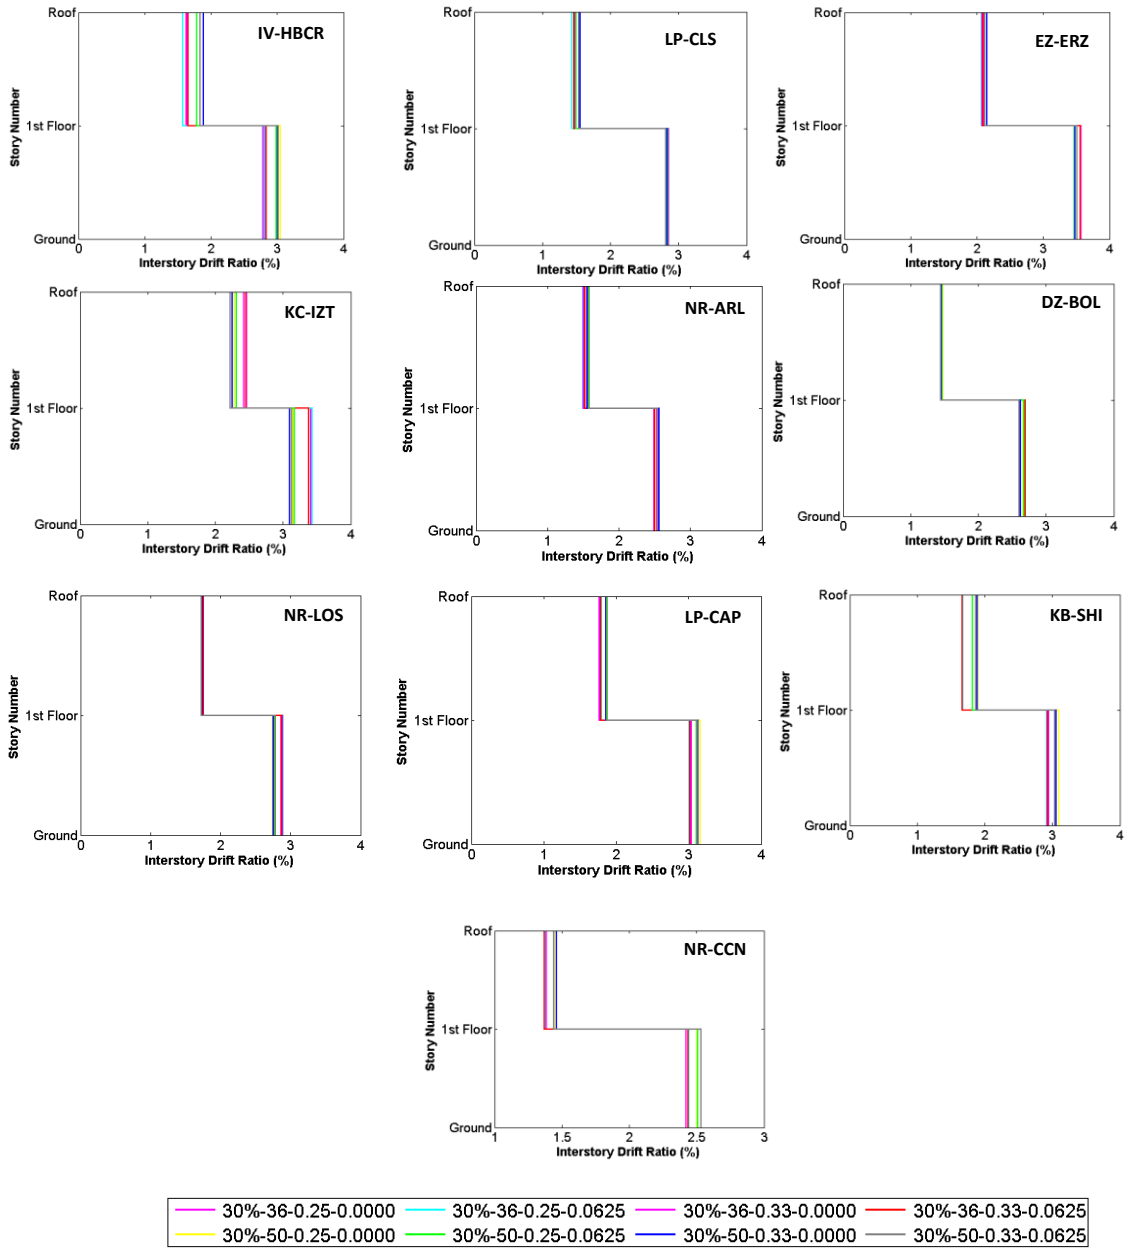 IV-HBCR
Roof
1st Floor
Ground
Story Number
0 1 2 3 4
Interstory Drift Ratio (%)
LP-CLS
Roof
1st Floor
Ground
Story Number
0 1 2 3 4
Interstory Drift Ratio (%)
EZ-ERZ
Roof
1st Floor
Ground
Story Number
0 1 2 3 4
Interstory Drift Ratio (%)
KC-IZT
Roof
1st Floor
Ground
Story Number
0 1 2 3 4
Interstory Drift Ratio (%)
NR-ARL
Roof
1st Floor
Ground
Story Number
0 1 2 3 4
Interstory Drift Ratio (%)
DZ-BOL
Roof
1st Floor
Ground
Story Number
0 1 2 3 4
Interstory Drift Ratio (%)
NR-LOS
Roof
1st Floor
Ground
Story Number
0 1 2 3 4
Interstory Drift Ratio (%)
LP-CAP
Roof
1st Floor
Ground
Story Number
0 1 2 3 4
Interstory Drift Ratio (%)
KB-SHI
Roof
1st Floor
Ground
Story Number
0 1 2 3 4
Interstory Drift Ratio (%)
NR-CCN
Roof
1st Floor
Ground
Story Number
1 1.5 2 2.5 3
Interstory Drift Ratio (%)
30%-36-0.25-0.0000 30%-36-0.25-0.0625 30%-36-0.33-0.0000 30%-36-0.33-0.0625
30%-50-0.25-0.0000 30%-50-0.25-0.0625 30%-50-0.33-0.0000 30%-50-0.33-0.0625